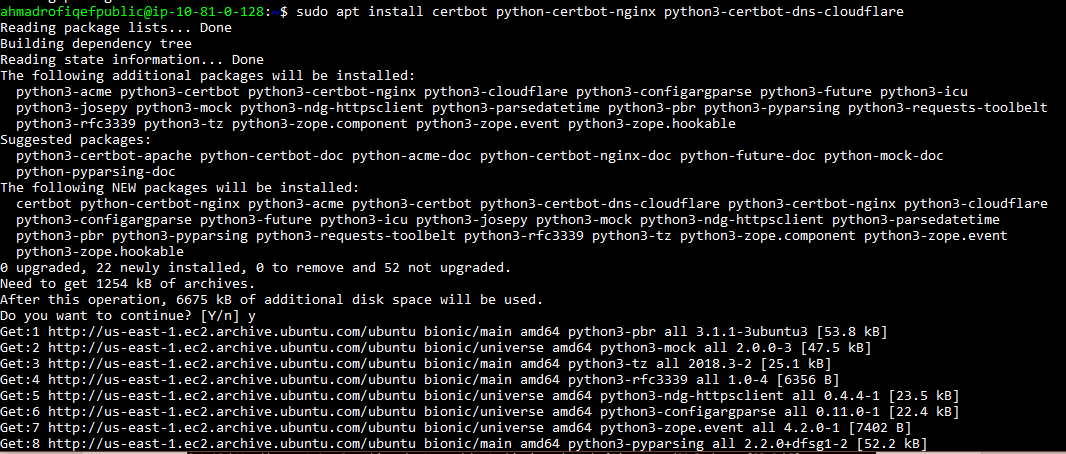 ahmadrofiqefpublic@ip-10-81-0-128:~$ sudo apt install certbot python-certbot-nginx python3-certbot-dns-cloudflare
Reading package lists... Done
Building dependency tree
Reading state information... Done
The following additional packages will be installed:
  python3-acme python3-certbot python3-certbot-nginx python3-cloudflare python3-configargparse python3-future python3-icu
  python3-josepy python3-mock python3-ndg-httpsclient python3-parsedatetime python3-pbr python3-pyparsing python3-requests-toolbelt
  python3-rfc3339 python3-tz python3-zope.component python3-zope.event python3-zope.hookable
Suggested packages:
  python3-certbot-apache python-certbot-doc python-acme-doc python-certbot-nginx-doc python-future-doc python-mock-doc
  python-pyparsing-doc
The following NEW packages will be installed:
  certbot python-certbot-nginx python3-acme python3-certbot python3-certbot-dns-cloudflare python3-certbot-nginx python3-cloudflare
  python3-configargparse python3-future python3-icu python3-josepy python3-mock python3-ndg-httpsclient python3-parsedatetime
  python3-pbr python3-pyparsing python3-requests-toolbelt python3-rfc3339 python3-tz python3-zope.component python3-zope.event
  python3-zope.hookable
0 upgraded, 22 newly installed, 0 to remove and 52 not upgraded.
Need to get 1254 kB of archives.
After this operation, 6675 kB of additional disk space will be used.
Do you want to continue? [Y/n] y
Get:1 http://us-east-1.ec2.archive.ubuntu.com/ubuntu bionic/main amd64 python3-pbr all 3.1.1-3ubuntu3 [53.8 kB]
Get:2 http://us-east-1.ec2.archive.ubuntu.com/ubuntu bionic/universe amd64 python3-mock all 2.0.0-3 [47.5 kB]
Get:3 http://us-east-1.ec2.archive.ubuntu.com/ubuntu bionic/main amd64 python3-tz all 2018.3-2 [25.1 kB]
Get:4 http://us-east-1.ec2.archive.ubuntu.com/ubuntu bionic/universe amd64 python3-rfc3339 all 1.0-4 [6356 B]
Get:5 http://us-east-1.ec2.archive.ubuntu.com/ubuntu bionic/universe amd64 python3-ndg-httpsclient all 0.4.4-1 [23.5 kB]
Get:6 http://us-east-1.ec2.archive.ubuntu.com/ubuntu bionic/universe amd64 python3-configargparse all 0.11.0-1 [22.4 kB]
Get:7 http://us-east-1.ec2.archive.ubuntu.com/ubuntu bionic/universe amd64 python3-zope.event all 4.2.0-1 [7402 B]
Get:8 http://us-east-1.ec2.archive.ubuntu.com/ubuntu bionic/main amd64 python3-pyparsing all 2.2.0+dfsg1-2 [52.2 kB]